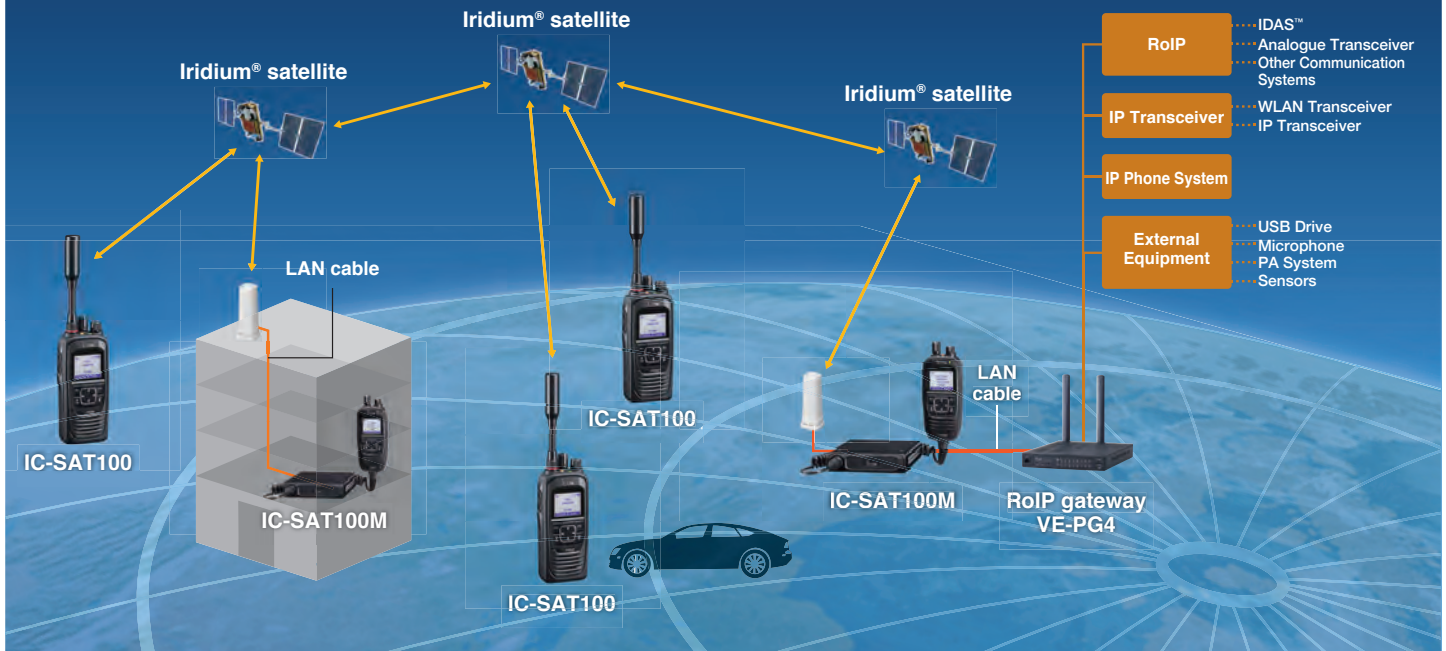 Iridium® satellite
Iridium® satellite
Iridium® satellite
RoIP
IDAS™
Analogue Transceiver
Other Communication
Systems
IP Transceiver
WLAN Transceiver
IP Transceiver
IP Phone System
External
Equipment
USB Drive
Microphone
PA System
Sensors
LAN cable
LAN
cable
IC-SAT100
IC-SAT100M
IC-SAT100
IC-SAT100
IC-SAT100M
RoIP gateway
VE-PG4